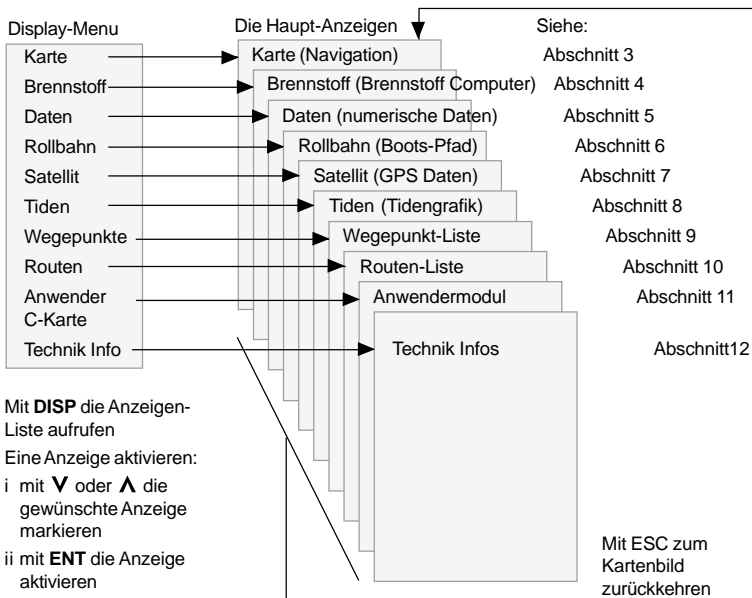 Display-Menu
Die Haupt-Anzeigen
Siehe:
Karte
Karte (Navigation)
Abschnitt 3
Brennstoff
Brennstoff (Brennstoff Computer)
Abschnitt 4
Daten
Daten (numerische Daten)
Abschnitt 5
Rollbahn
Rollbahn (Boots-Pfad)
Abschnitt 6
Satellit
Satellit (GPS Daten)
Abschnitt 7
Tiden
Tiden (Tidengrafik)
Abschnitt 8
Wegepunkte
Wegepunkt-Liste
Abschnitt 9
Routen
Routen-Liste
Abschnitt 10
Anwender
C-Karte
Anwendermodul
Abschnitt 11
Technik Info
Technik Infos
Abschnitt12
Mit DISP die Anzeigen-
Liste aufrufen
Eine Anzeige aktivieren:
i mit V oder Λ die
gewünschte Anzeige
markieren
ii mit ENT die Anzeige
aktivieren
Mit ESC zum
Kartenbild
zurückkehren